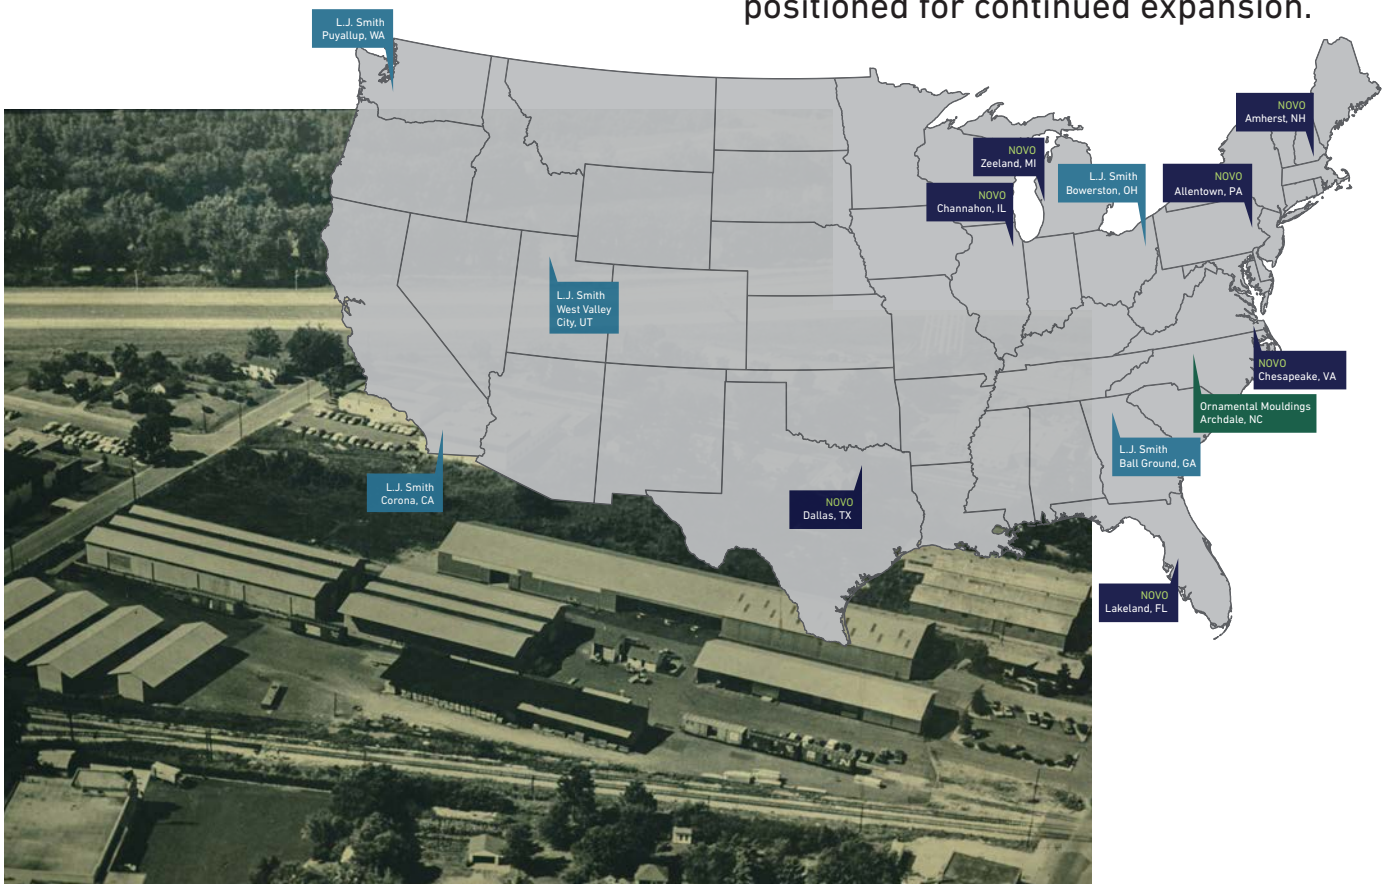 positioned for continued expansion.
L.J. Smith
Puyallup, WA
NOVO
Amherst, NH
NOVO
Zeeland, MI
L.J. Smith
Bowerston, OH
NOVO
Allentown, PA
NOVO
Channahon, IL
L.J. Smith
West Valley
City, UT
NOVO
Chesapeake, VA
Ornamental Mouldings
Archdale, NC
L.J. Smith
Ball Ground, GA
L.J. Smith
Corona, CA
NOVO
Dallas, TX
NOVO
Lakeland, FL